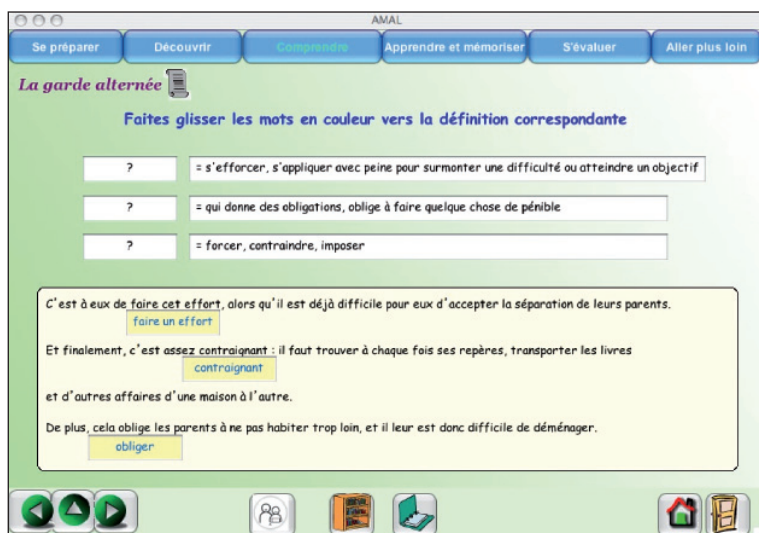 AMAL
Se préparer
Découvrir
Comprendre
Apprendre et mémoriser
S'évaluer
Aller plus loin
La garde alternée
Faites glisser les mots en couleur vers la définition correspondante
? = s'efforcer, s'appliquer avec peine pour surmonter une difficulté ou atteindre un objectif
? = qui donne des obligations, oblige à faire quelque chose de pénible
? = forcer, contraindre, imposer
C'est à eux de faire cet effort, alors qu'il est déjà difficile pour eux d'accepter la séparation de leurs parents.
faire un effort
Et finalement, c'est assez contraignant : il faut trouver à chaque fois ses repères, transporter les livres
contraignant
et d'autres affaires d'une maison à l'autre.
De plus, cela oblige les parents à ne pas habiter trop loin, et il leur est donc difficile de déménager.
obliger